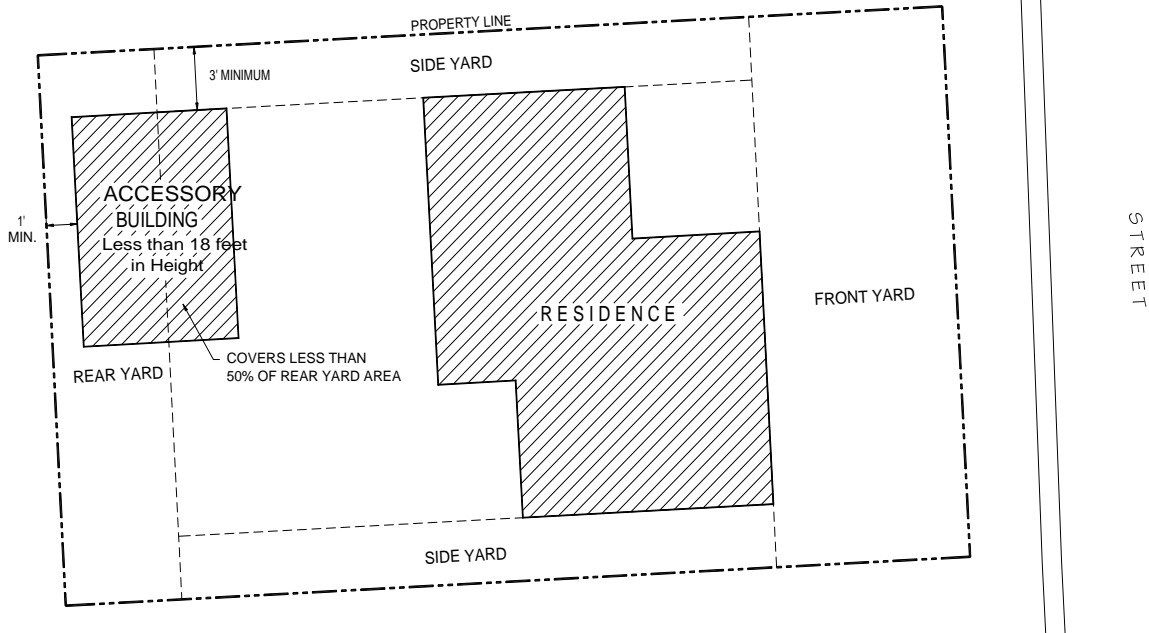 PROPERTY LINE
SIDE YARD
3' MINIMUM
ACCESSORY
BUILDING
Less than 18 feet
in Height
1'
MIN.
STREET
FRONT YARD
RESIDENCE
COVERS LESS THAN
50% OF REAR YARD AREA
REAR YARD
SIDE YARD